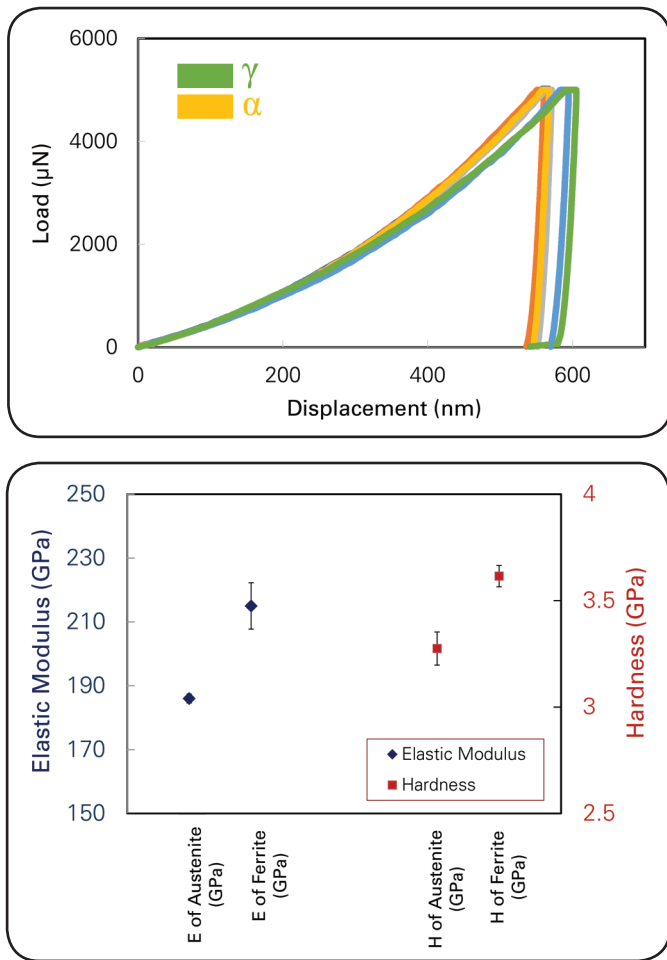 6000
γ
α
4000
Load (µN)
2000
0
0 200 400 600
Displacement (nm)
250 4
230
210 3.5
190
3
170
150 2.5
Elastic Modulus (GPa)
Hardness (GPa)
Elastic Modulus
Hardness
E of Austenite
(GPa)
E of Ferrite
(GPa)
H of Austenite
(GPa)
H of Ferrite
(GPa)